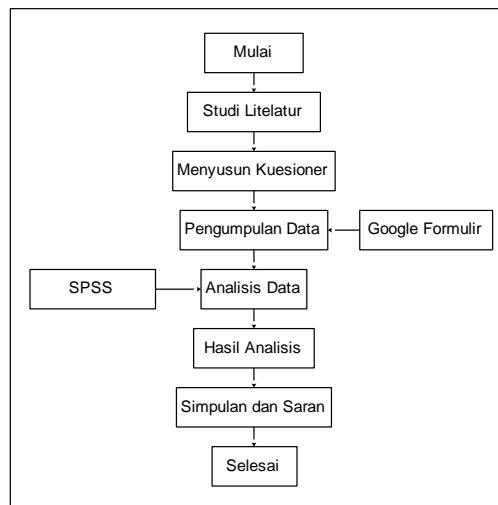 Mulai
Studi Litelatur
Menyusun Kuesioner
Pengumpulan Data
Google Formulir
SPSS
Analisis Data
Hasil Analisis
Simpulan dan Saran
Selesai